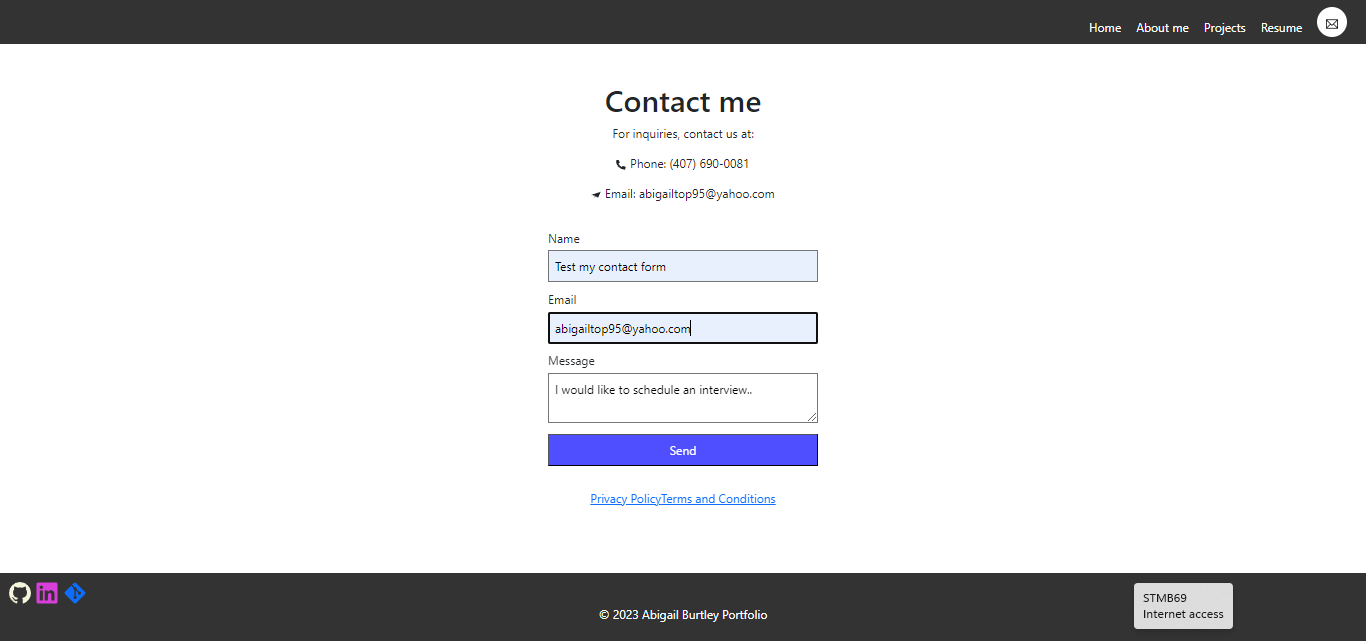 Home About me Projects Resume
Contact me
For inquiries, contact us at:
Phone: (407) 690-0081
Email: abigailtop95@yahoo.com
Name
Test my contact form
Email
abigailtop95@yahoo.com
Message
I would like to schedule an interview..
Send
Privacy PolicyTerms and Conditions
in
© 2023 Abigail Burtley Portfolio
STMB69
Internet access